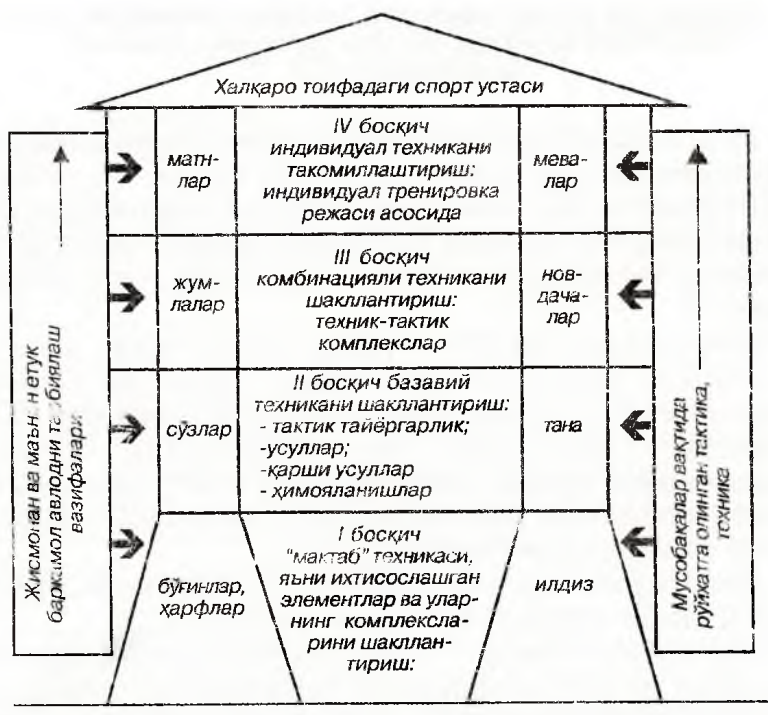 Халқаро тоифадаги спорт устаси
матн-
лар
IV босқич
индивидуал техникани
такомиллаштириш:
индивидуал тренировка
режаси асосида
мева-
лар
жум-
лалар
III босқич
комбинацияли техникани
шакллантириш:
техник-тактик
комплекслар
нов-
дача-
лар
сўзлар
II босқич базавий
техникани шакллантириш:
- тактик тайёргарлик;
-усуллар;
-қарши усуллар
- ҳимояланишлар
тана
бўғинлар,
ҳарфлар
I босқич
"мактаб" техникаси,
яъни ихтисослашган
элементлар ва улар-
нинг комплексла-
рини шакллан-
тириш:
илдиз
Жисмонан ва маънан етук
баркамол авлодни тарбиялаш
вазифалари
Мусобақалар вақтида
рўйхатга олинган тактика,
техника